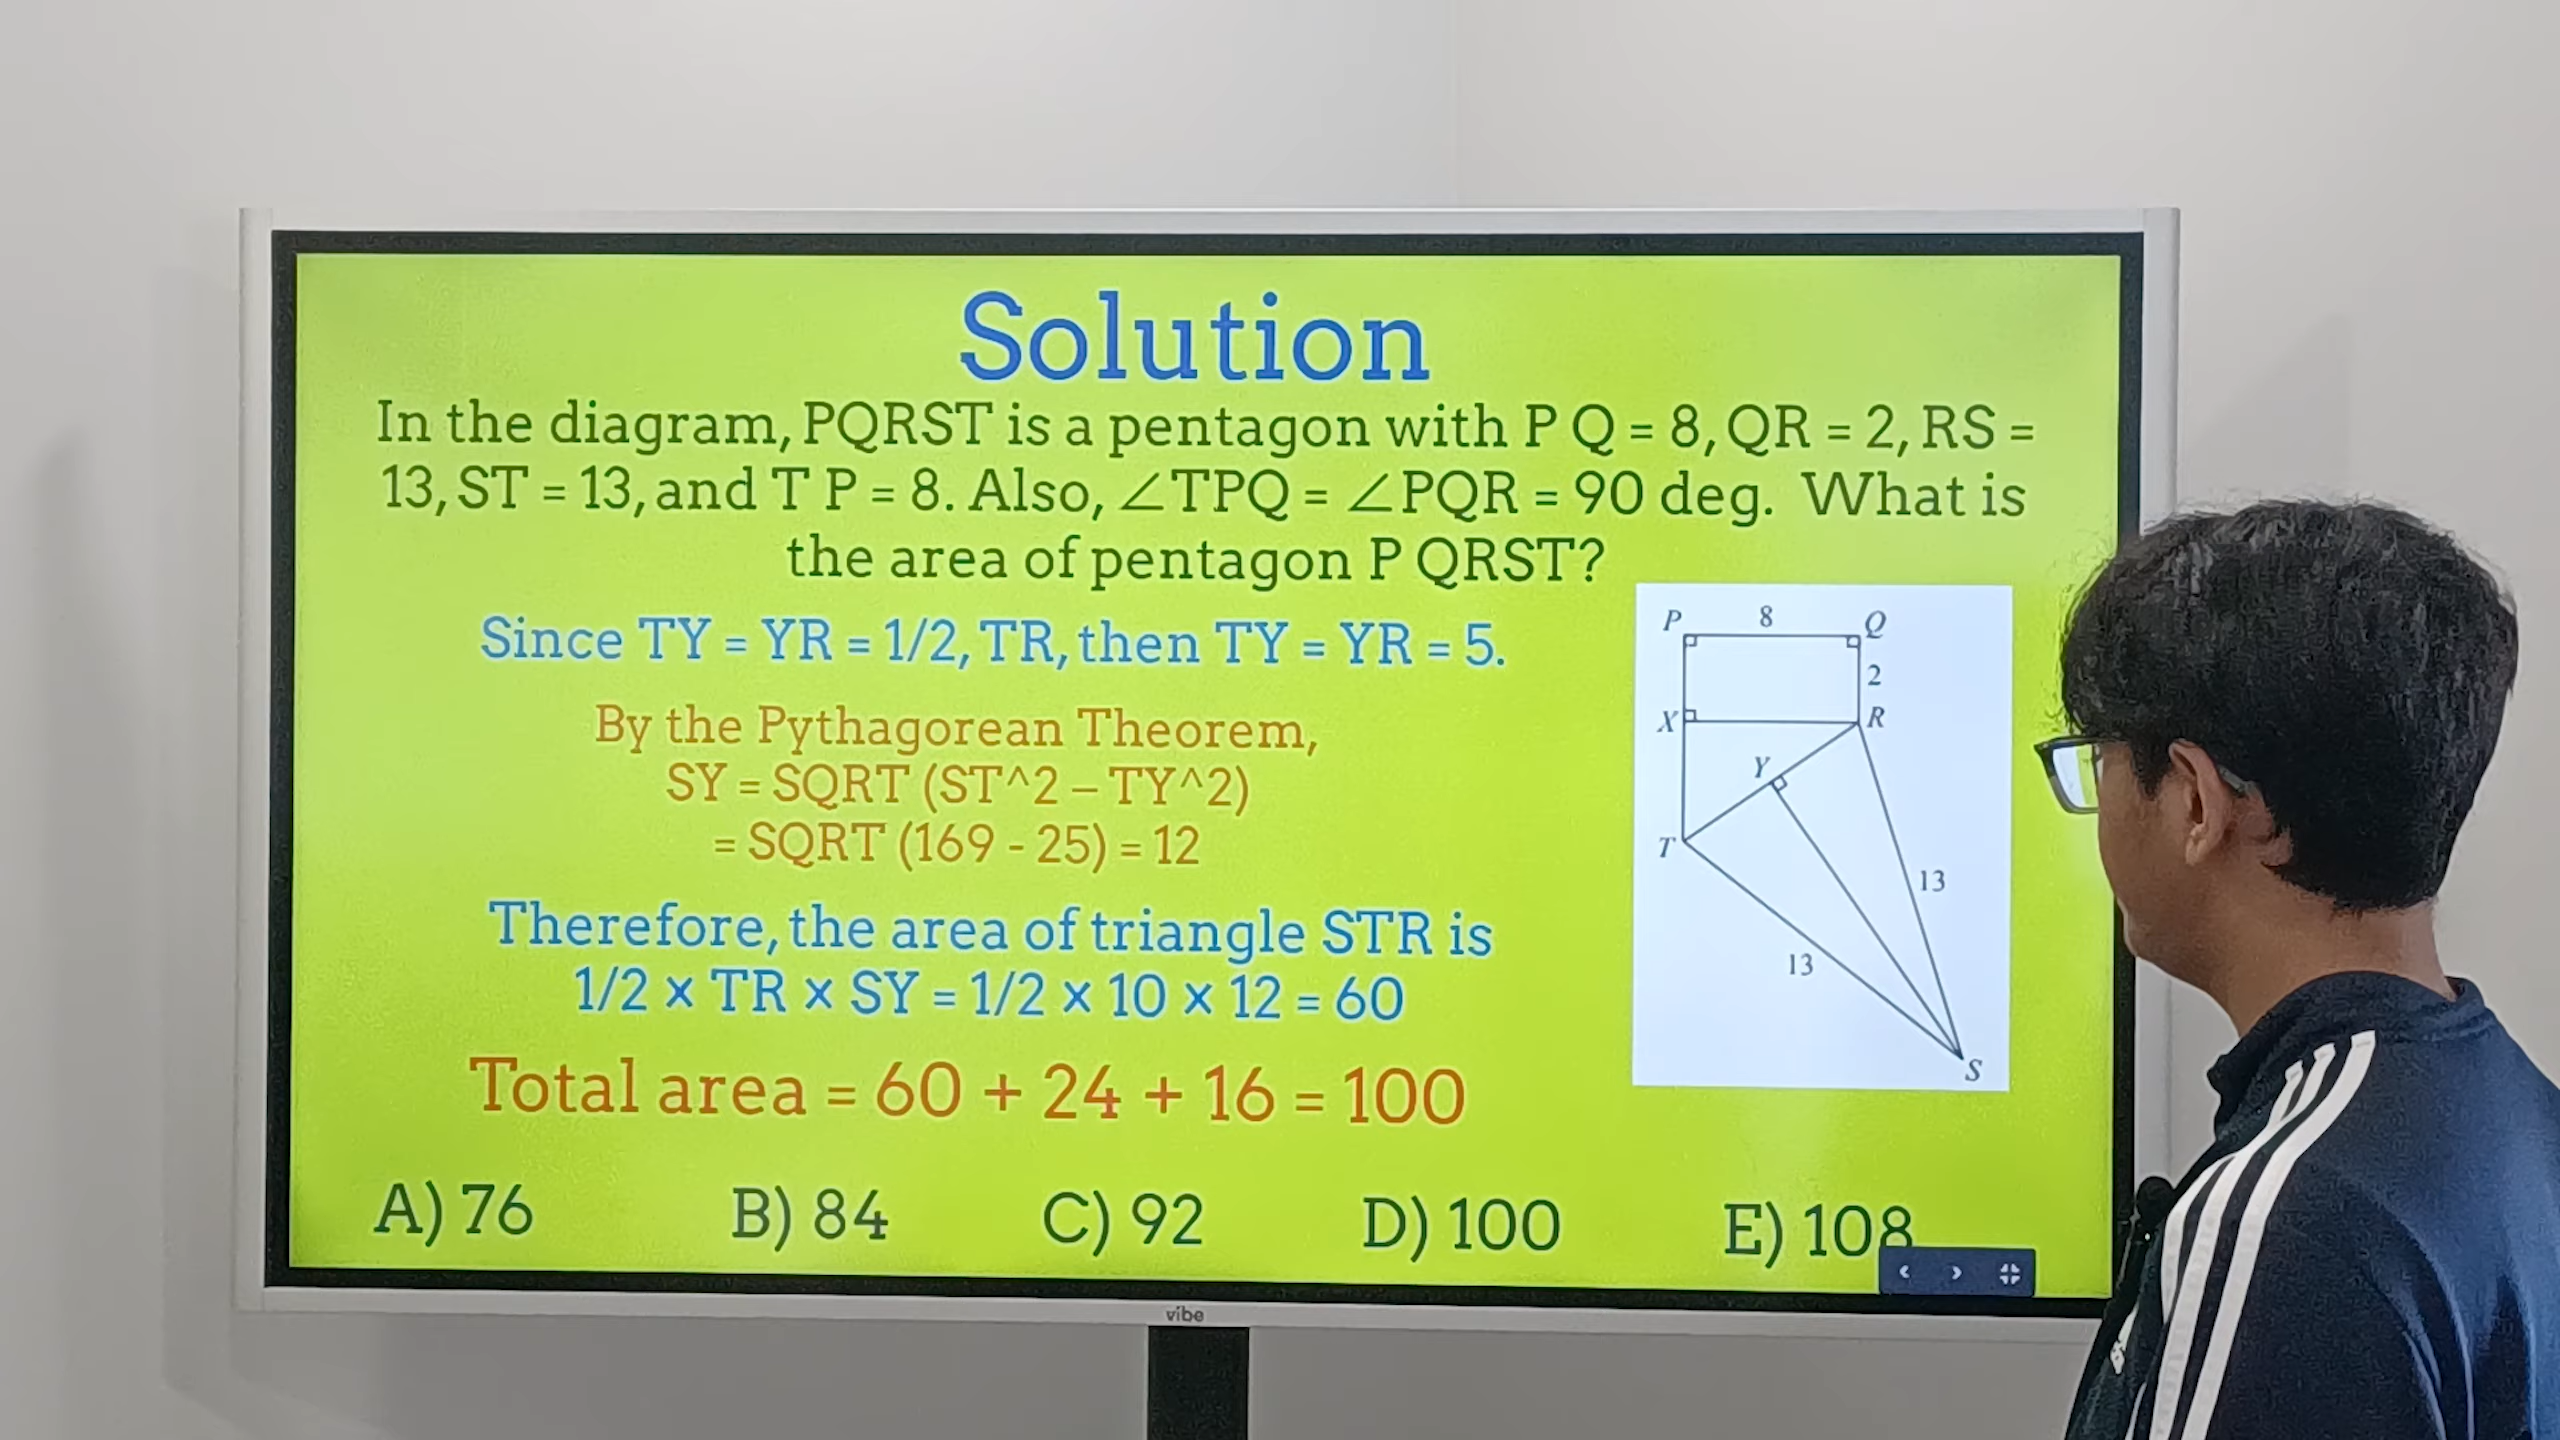 Solution
In the diagram, PQRST is a pentagon with P Q = 8, QR = 2, RS =
13, ST = 13, and T P = 8. Also, ∠TPQ = ∠PQR = 90 deg. What is
the area of pentagon P QRST?
Since TY = YR = 1/2, TR, then TY = YR = 5.
By the Pythagorean Theorem,
SY = SQRT (ST^2 – TY^2)
= SQRT (169 - 25) = 12
Therefore, the area of triangle STR is
1/2 x TR x SY = 1/2 x 10 x 12 = 60
Total area = 60 + 24 + 16 = 100
P 8 Q
2
X R
Y
T
13
13
S
A) 76 B) 84 C) 92 D) 100 E) 108
vibe